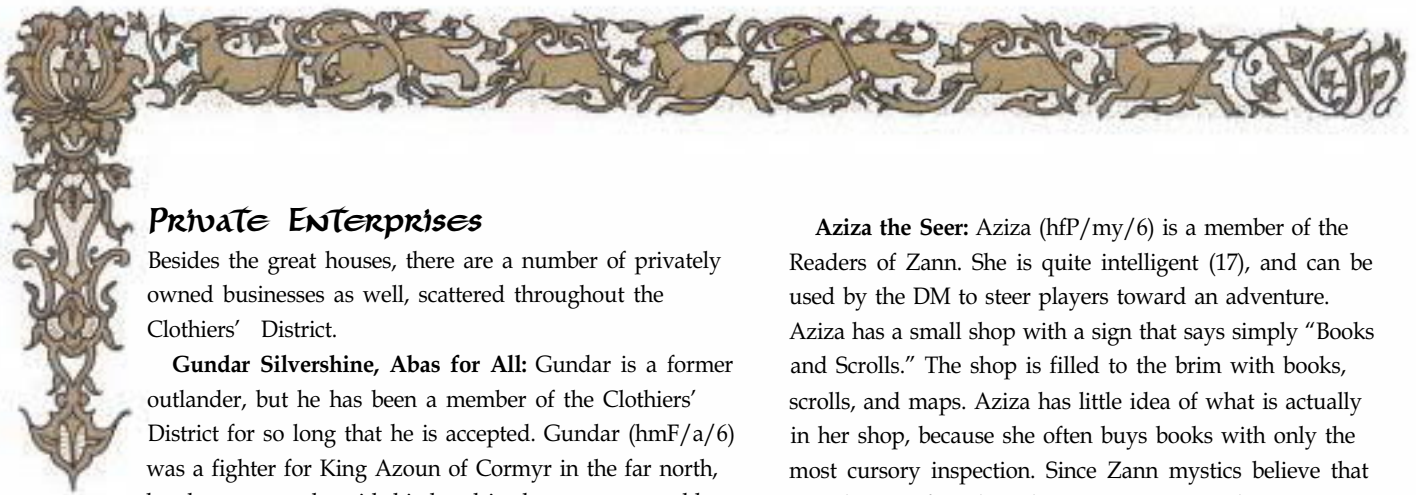 Private Enterprises
Besides the great houses, there are a number of privately
owned businesses as well, scattered throughout the
Clothiers' District.
Gundar Silvershine, Abas for All: Gundar is a former
outlander, but he has been a member of the Clothiers'
District for so long that he is accepted. Gundar (hmF/a/6)
was a fighter for King Azoun of Cormyr in the far north,
Aziza the Seer: Aziza (hfP/my/6) is a member of the
Readers of Zann. She is quite intelligent (17), and can be
used by the DM to steer players toward an adventure.
Aziza has a small shop with a sign that says simply “Books
and Scrolls.” The shop is filled to the brim with books,
scrolls, and maps. Aziza has little idea of what is actually
in her shop, because she often buys books with only the
most cursory inspection. Since Zann mystics believe that